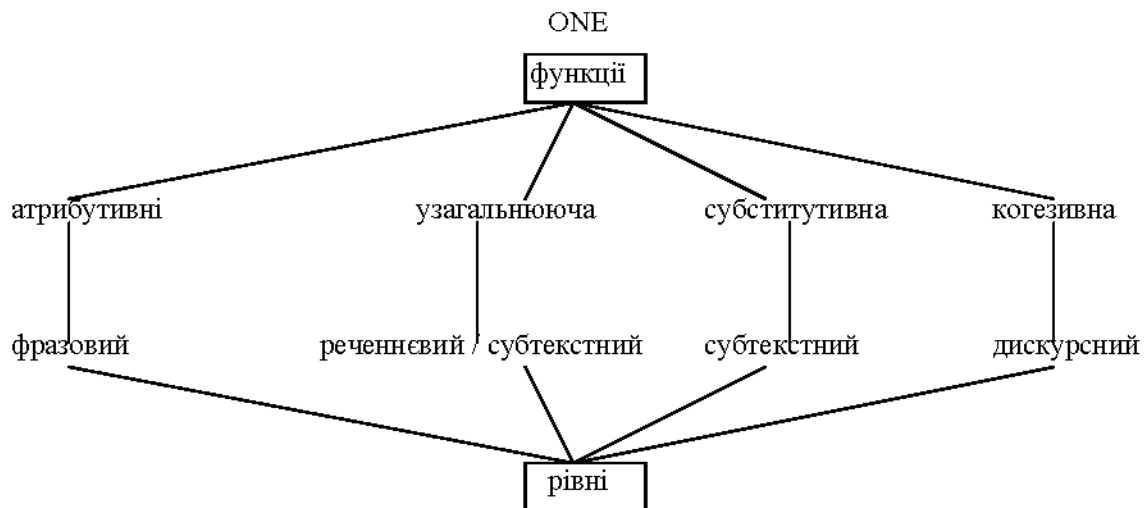 ONE
функції
атрибутивні узагальнююча субститутивна когезивна
фразовий реченнєвий / субтекстний субтекстний дискурсний
рівні